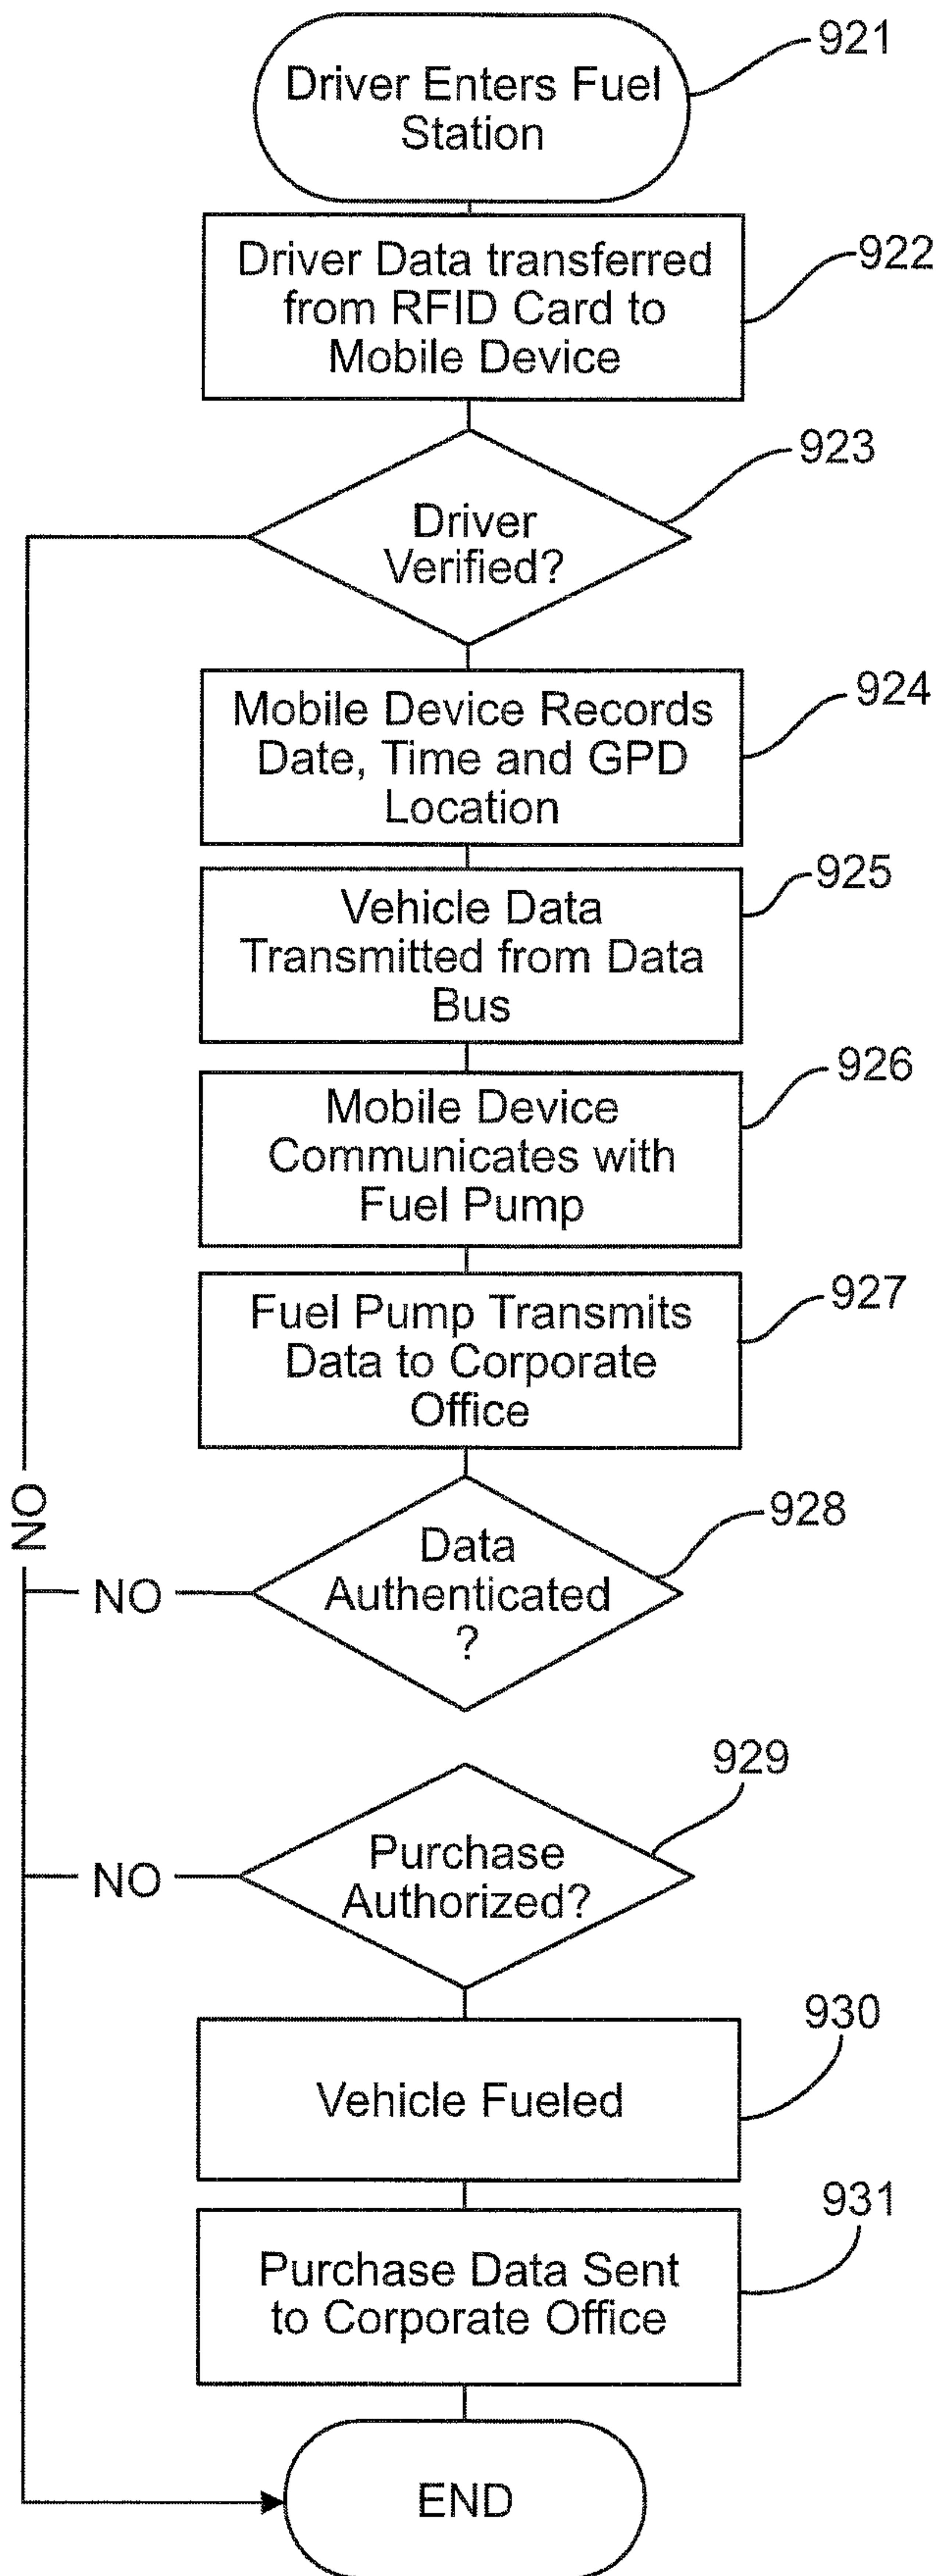 921
Driver Enters Fuel
Station
922
Driver Data transferred
from RFID Card to
Mobile Device
923
Driver
Verified?
924
Mobile Device Records
Date, Time and GPD
Location
925
Vehicle Data
Transmitted from Data
Bus
926
Mobile Device
Communicates with
Fuel Pump
927
Fuel Pump Transmits
Data to Corporate
Office
NO
928
Data
Authenticated
?
NO
929
Purchase
Authorized?
NO
930
Vehicle Fueled
931
Purchase Data Sent
to Corporate Office
END